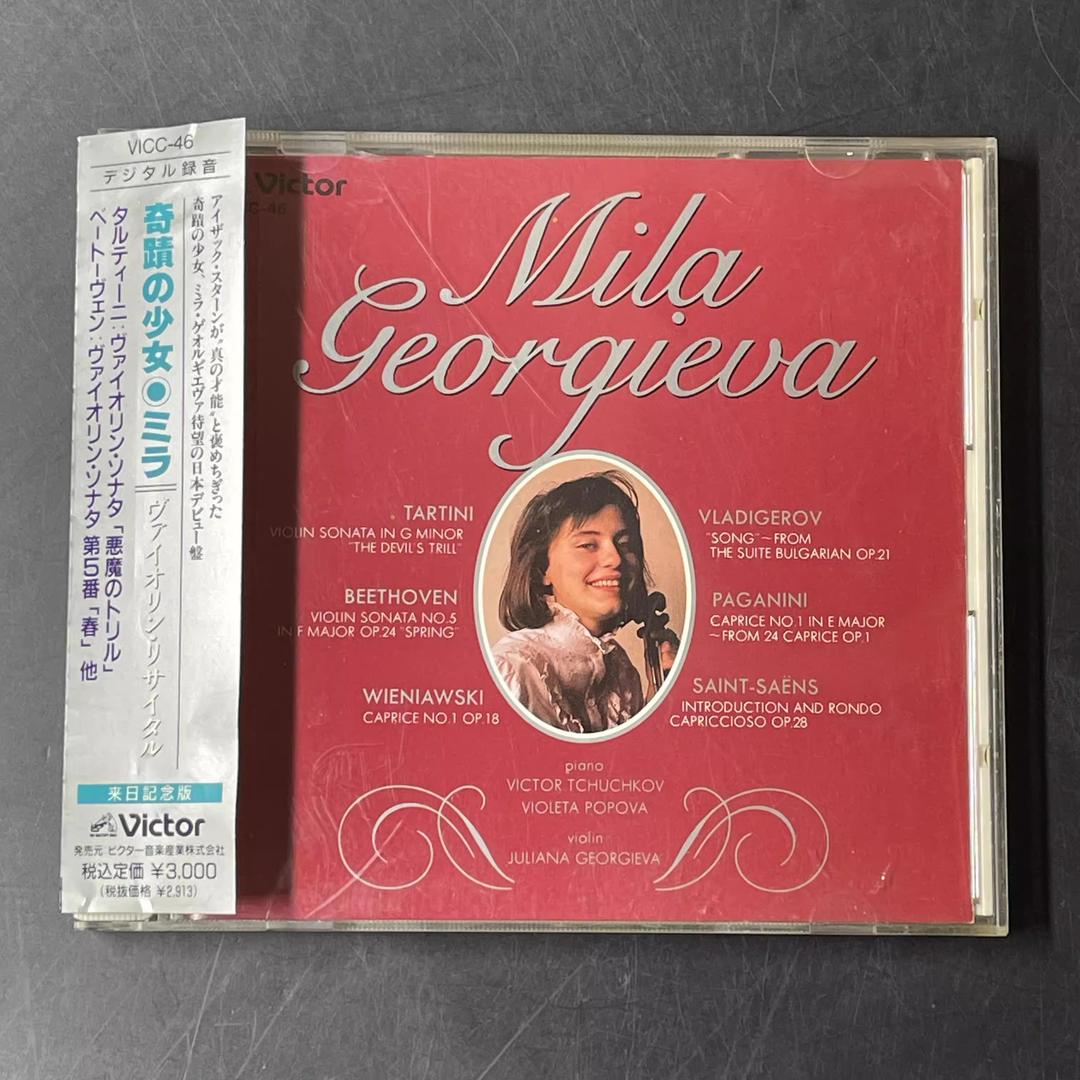 VICC-46
デジタル録音
アイザック・スターンが“真の才能”と褒めちぎった
奇蹟の少女、ミラ・ゲオルギエヴァ待望の日本デビュー盤
奇蹟の少女●ミラ
ヴァイオリン・リサイタル
タルティーニ:ヴァイオリン・ソナタ「悪魔のトリル」
ベートーヴェン:ヴァイオリン・ソナタ 第5番「春」他
来日記念版
Victor
発売元 ビクター音楽産業株式会社
税込定価 ¥3,000
(税抜価格 ¥2,913)
Victor
C-46
Mila
Georgieva
TARTINI
VIOLIN SONATA IN G MINOR
"THE DEVIL'S TRILL"
BEETHOVEN
VIOLIN SONATA NO.5
IN F MAJOR OP.24 "SPRING"
WIENIAWSKI
CAPRICE NO.1 OP.18
VLADIGEROV
"SONG"~FROM
THE SUITE BULGARIAN OP.21
PAGANINI
CAPRICE NO.1 IN E MAJOR
~FROM 24 CAPRICE OP.1
SAINT-SAËNS
INTRODUCTION AND RONDO
CAPRICCIOSO OP.28
piano
VICTOR TCHUCHKOV
VIOLETA POPOVA
violin
JULIANA GEORGIEVA